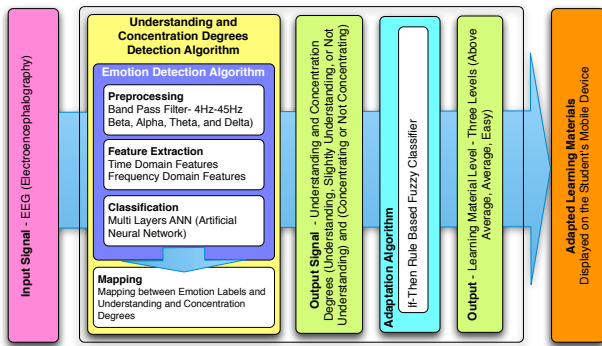 Input Signal - EEG (Electroencephalography)
Understanding and
Concentration Degrees
Detection Algorithm
Emotion Detection Algorithm
Preprocessing
Band Pass Filter- 4Hz-45Hz
Beta, Alpha, Theta, and Delta)
Feature Extraction
Time Domain Features
Frequency Domain Features
Classification
Multi Layers ANN (Artificial
Neural Network)
Mapping
Mapping between Emotion Labels and
Understanding and Concentration
Degrees
Output Signal - Understanding and Concentration
Degrees (Understanding, Slightly Understanding, or Not
Understanding) and (Concentrating or Not Concentrating)
Adaptation Algorithm
If-Then Rule Based Fuzzy Classifier
Output - Learning Material Level - Three Levels (Above
Average, Average, Easy)
Adapted Learning Materials
Displayed on the Student's Mobile Device